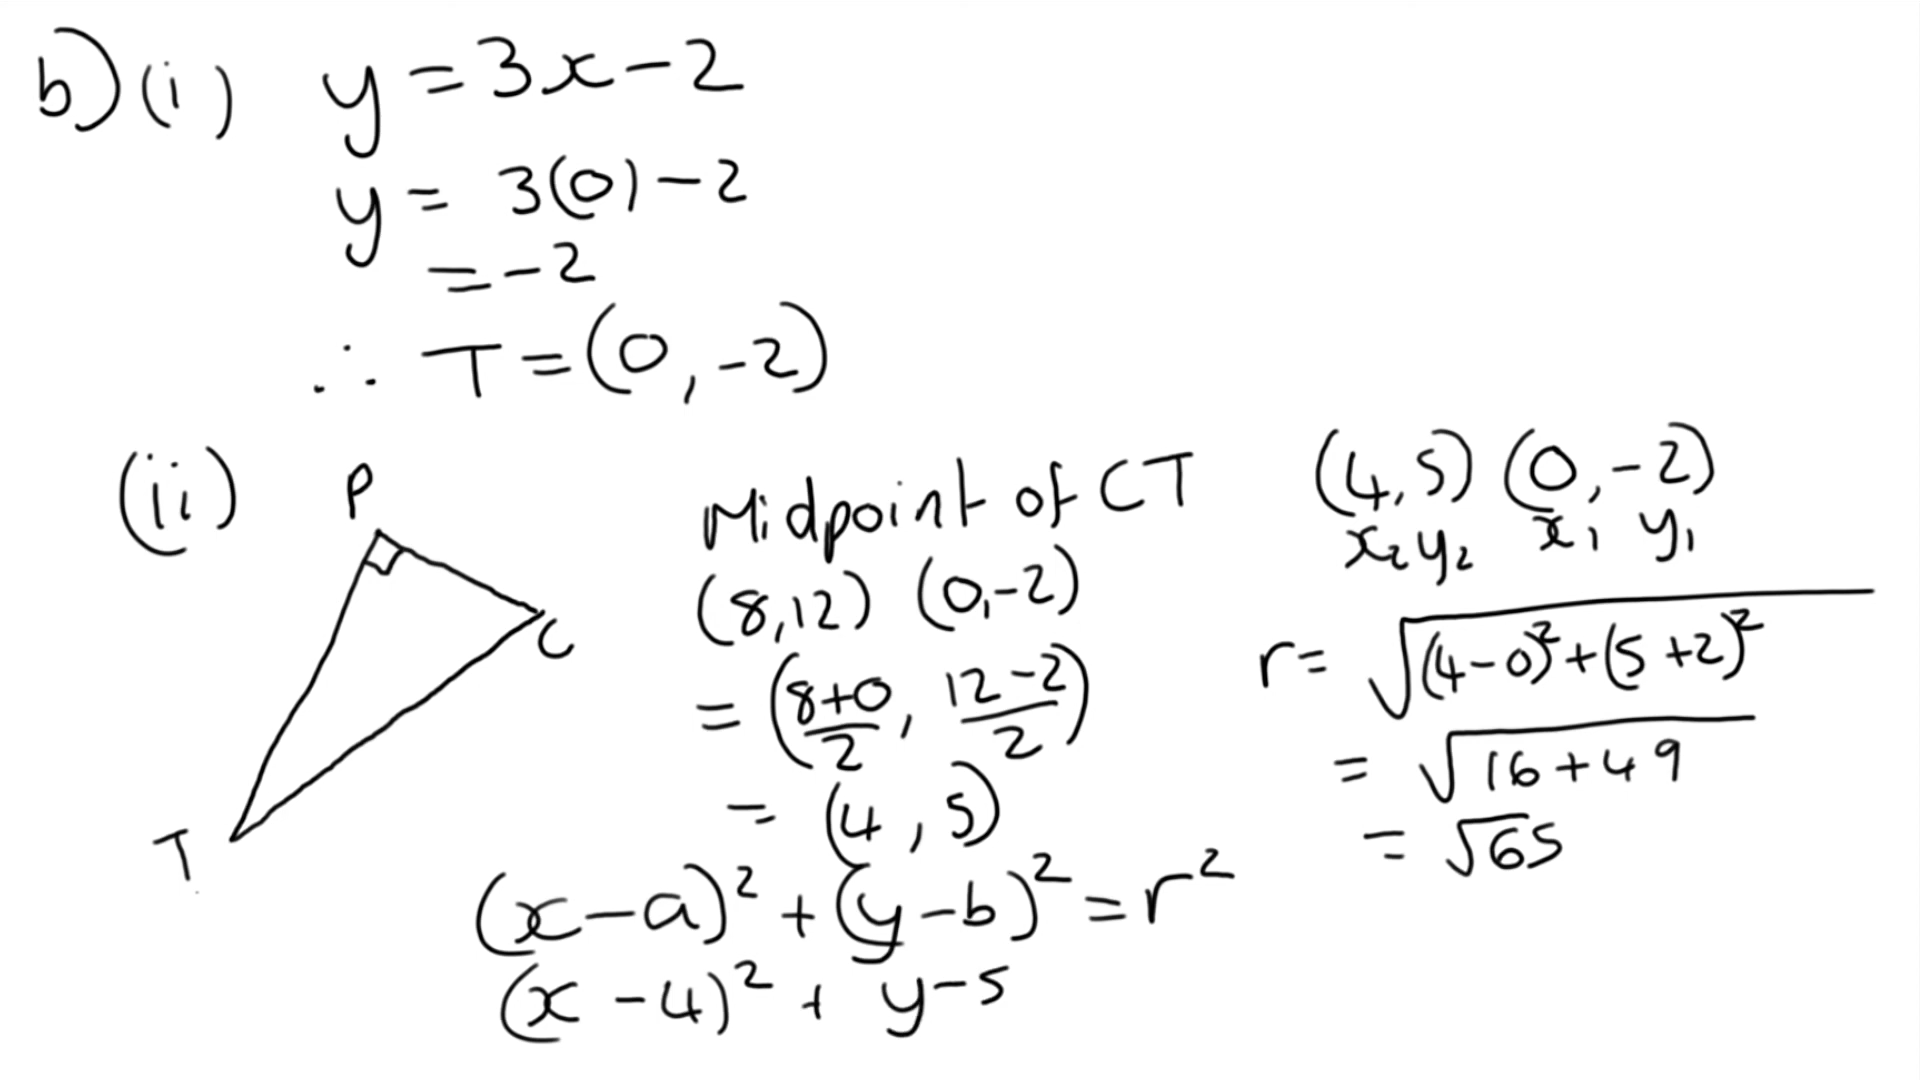 b) (i) y = 3x - 2
y = 3(0) - 2
= -2
∴ T = (0, -2)
(ii)
P
C
T
Midpoint of CT
(8,12) (0,-2)
= (8+0/2, 12-2/2)
= (4, 5)
(x - a)² + (y - b)² = r²
(x - 4)² + y - 5
(4,5) (0,-2)
x₂ y₂ x₁ y₁
r = √(4-0)² + (5+2)²
= √16+49
= √65